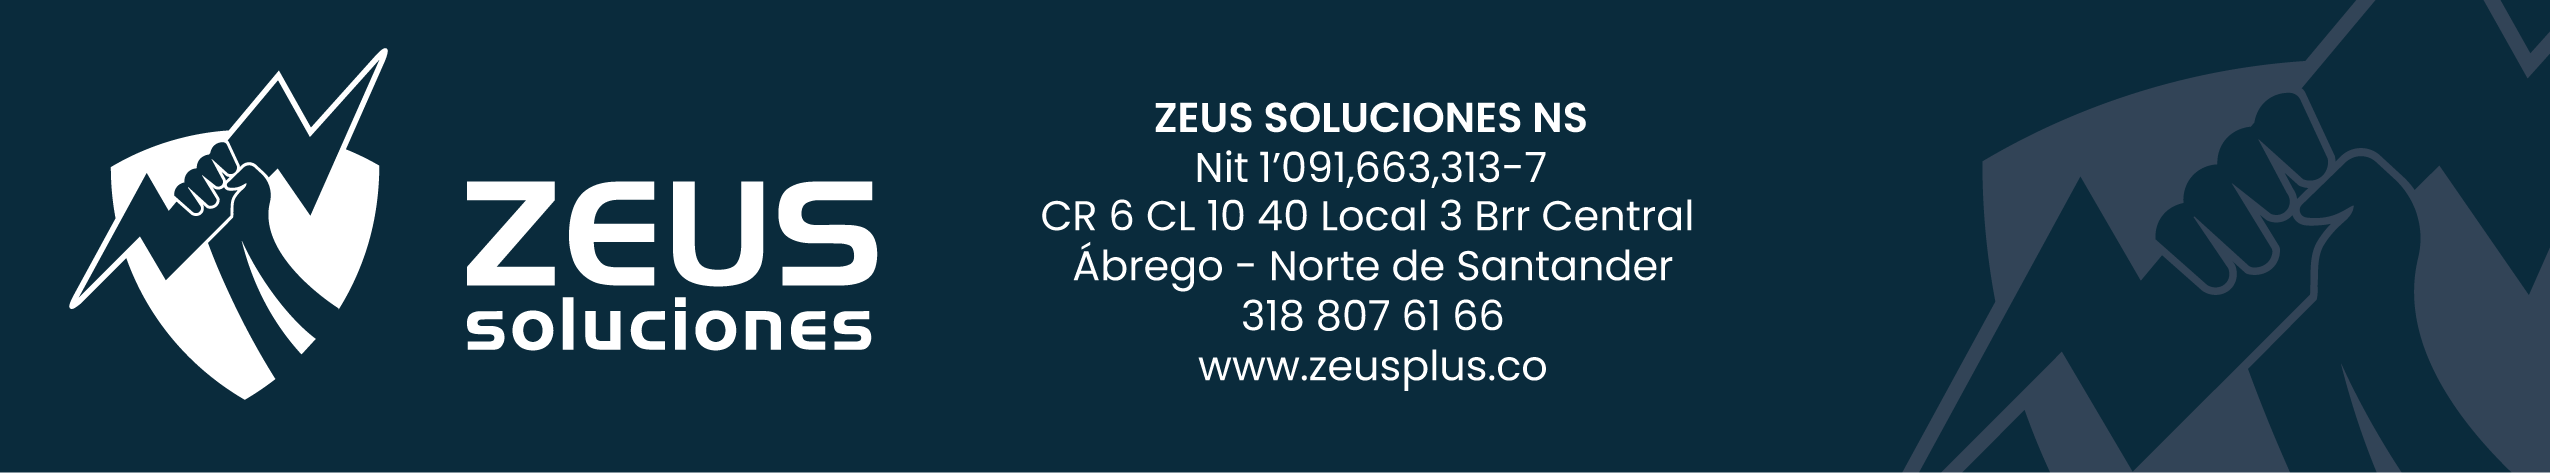 ZEUS
soluciones
ZEUS SOLUCIONES NS
Nit 1’091,663,313-7
CR 6 CL 10 40 Local 3 Brr Central
Ábrego - Norte de Santander
318 807 61 66
www.zeusplus.co